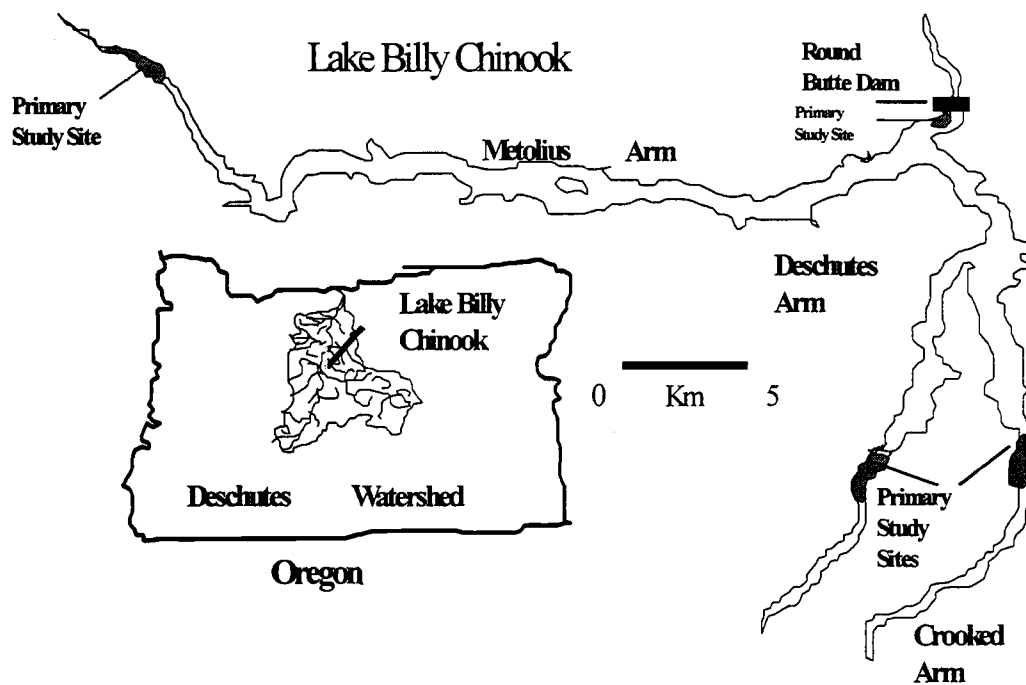 Lake Billy Chinook
Primary
Study Site
Round
Butte Dam
Primary
Study Site
Metolius Arm
Deschutes
Arm
Lake Billy
Chinook
0 Km 5
Deschutes Watershed
Oregon
Primary
Study
Sites
Crooked
Arm